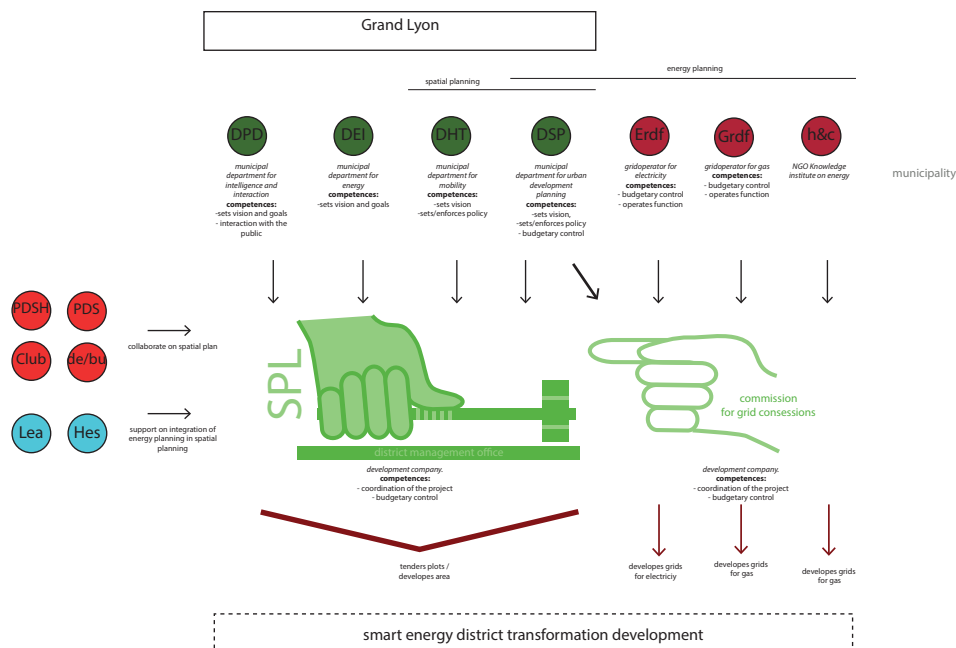 Grand Lyon
spatial planning
energy planning
DPD
DEI
DHT
DSP
Erdf
Grdf
h&c
municipal
department for
intelligence and
interaction
competences:
-sets vision and goals
- interaction with the
public
municipal
department for
energy
competences:
-sets vision and goals
municipal
department for
mobility
competences:
-sets vision
-sets/enforces policy
municipal
department for urban
development
planning
competences:
-sets vision,
-sets/enforces policy
- budgetary control
gridoperator for
electricity
competences:
- budgetary control
- operates function
gridoperator for gas
competences:
- budgetary control
- operates function
NGO Knowledge
institute on energy
municipality
PDSH
PDS
Club
de/bu
collaborate on spatial plan
Lea
Hes
support on integration of
energy planning in spatial
planning
SPL
district management office
commission
for grid consessions
development company.
competences:
- coordination of the project
- budgetary control
development company.
competences:
- coordination of the project
- budgetary control
tenders plots /
developes area
developes grids
for electriciy
developes grids
for gas
developes grids
for gas
smart energy district transformation development